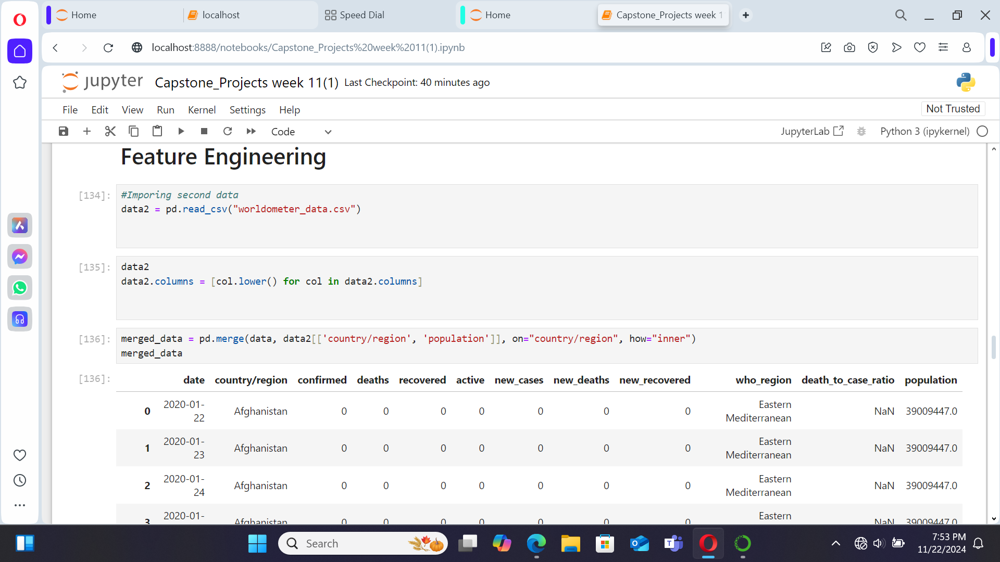 Home
localhost
Speed Dial
Home
Capstone_Projects week 1
localhost:8888/notebooks/Capstone_Projects%20week%2011(1).ipynb
jupyter
Capstone_Projects week 11(1)
Last Checkpoint: 40 minutes ago
File Edit View Run Kernel Settings Help
Not Trusted
Code
JupyterLab
Python 3 (ipykernel)
Feature Engineering
[134]:
#Imporing second data
data2 = pd.read_csv("worldometer_data.csv")
[135]:
data2
data2.columns = [col.lower() for col in data2.columns]
[136]:
merged_data = pd.merge(data, data2[['country/region', 'population']], on="country/region", how="inner")
merged_data
[136]:
date country/region confirmed deaths recovered active new_cases new_deaths new_recovered who_region death_to_case_ratio population
0 2020-01-22 Afghanistan 0 0 0 0 0 0 0 Eastern Mediterranean NaN 39009447.0
1 2020-01-23 Afghanistan 0 0 0 0 0 0 0 Eastern Mediterranean NaN 39009447.0
2 2020-01-24 Afghanistan 0 0 0 0 0 0 0 Eastern Mediterranean NaN 39009447.0
3 2020-01- Afghanistan 0 0 0 0 0 0 0 Eastern NaN 39009447.0
Search
7:53 PM
11/22/2024